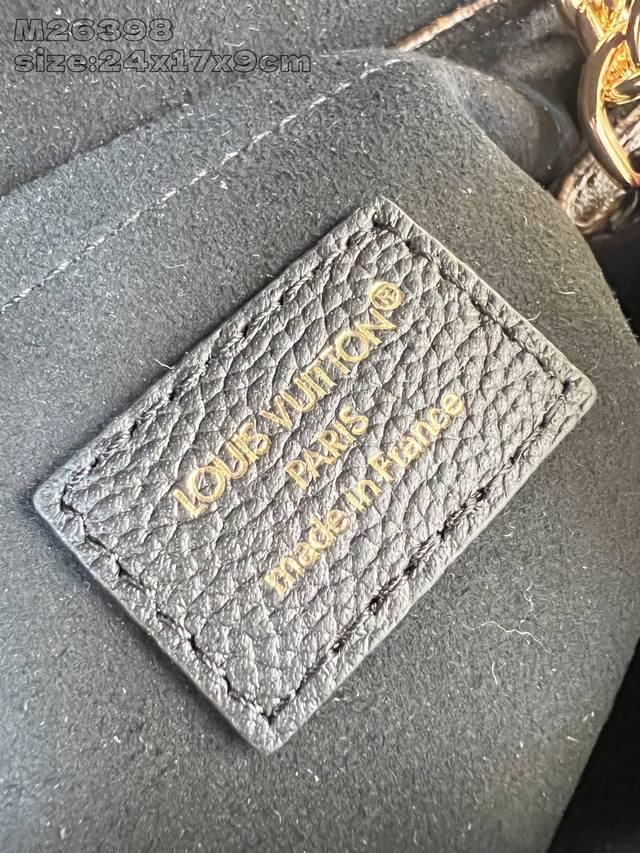 M26398
size:24x17x9cm
LOUIS VUITTON®
PARIS
made in France